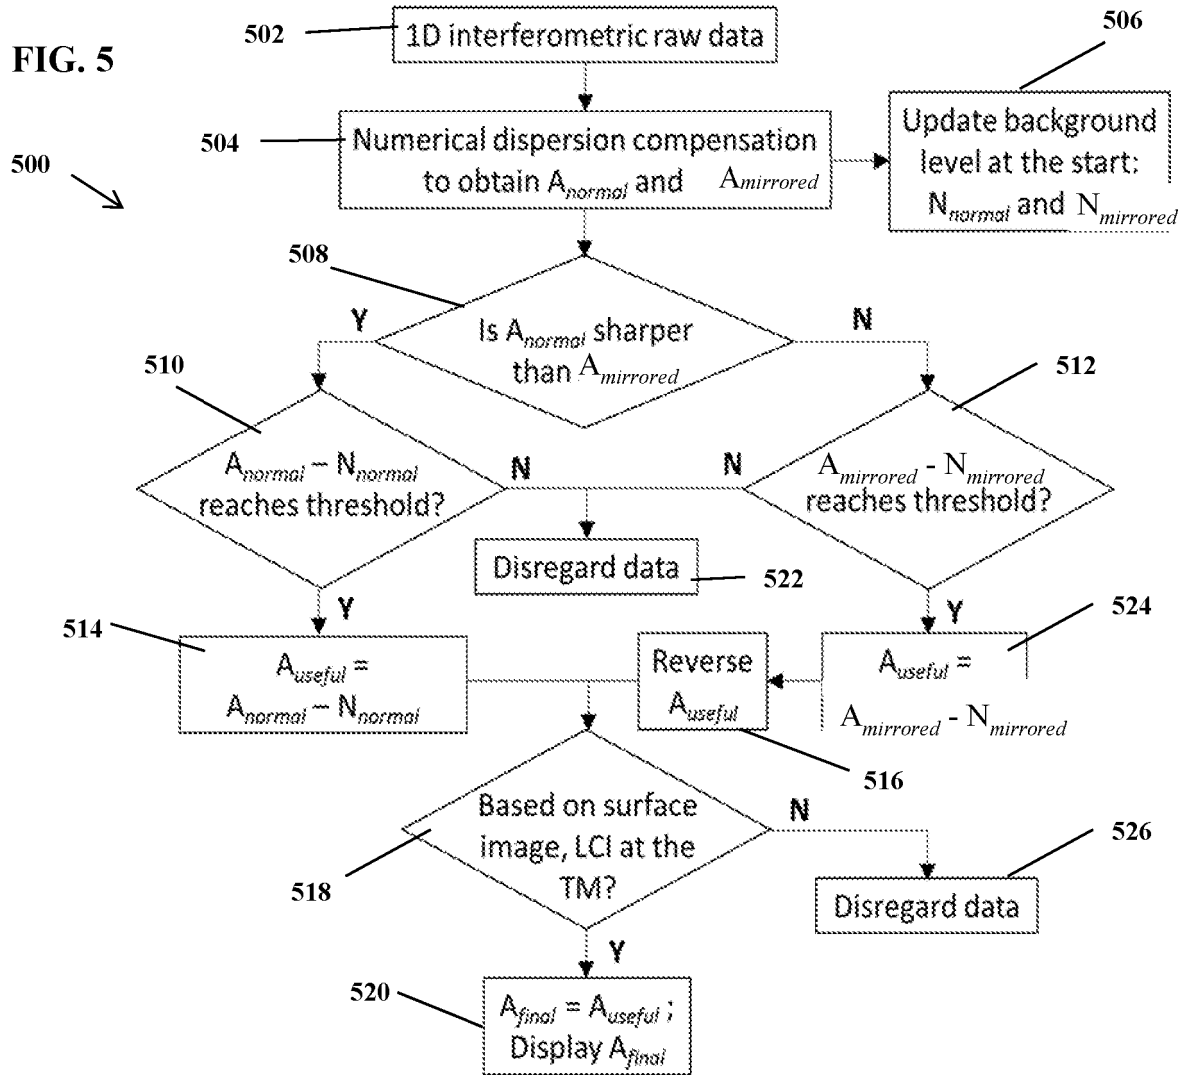 FIG. 5
500
502
1D interferometric raw data
504
Numerical dispersion compensation
to obtain Anormal and Amirrored
506
Update background
level at the start:
Nnormal and Nmirrored
508
Is Anormal sharper
than Amirrored
Y
N
510
Anormal – Nnormal
reaches threshold?
N
Y
512
Amirrored - Nmirrored
reaches threshold?
N
Y
Disregard data
522
514
Auseful =
Anormal – Nnormal
524
Auseful =
Amirrored - Nmirrored
Reverse
Auseful
516
518
Based on surface
image, LCI at the
TM?
N
Y
526
Disregard data
520
Afinal = Auseful ;
Display Afinal